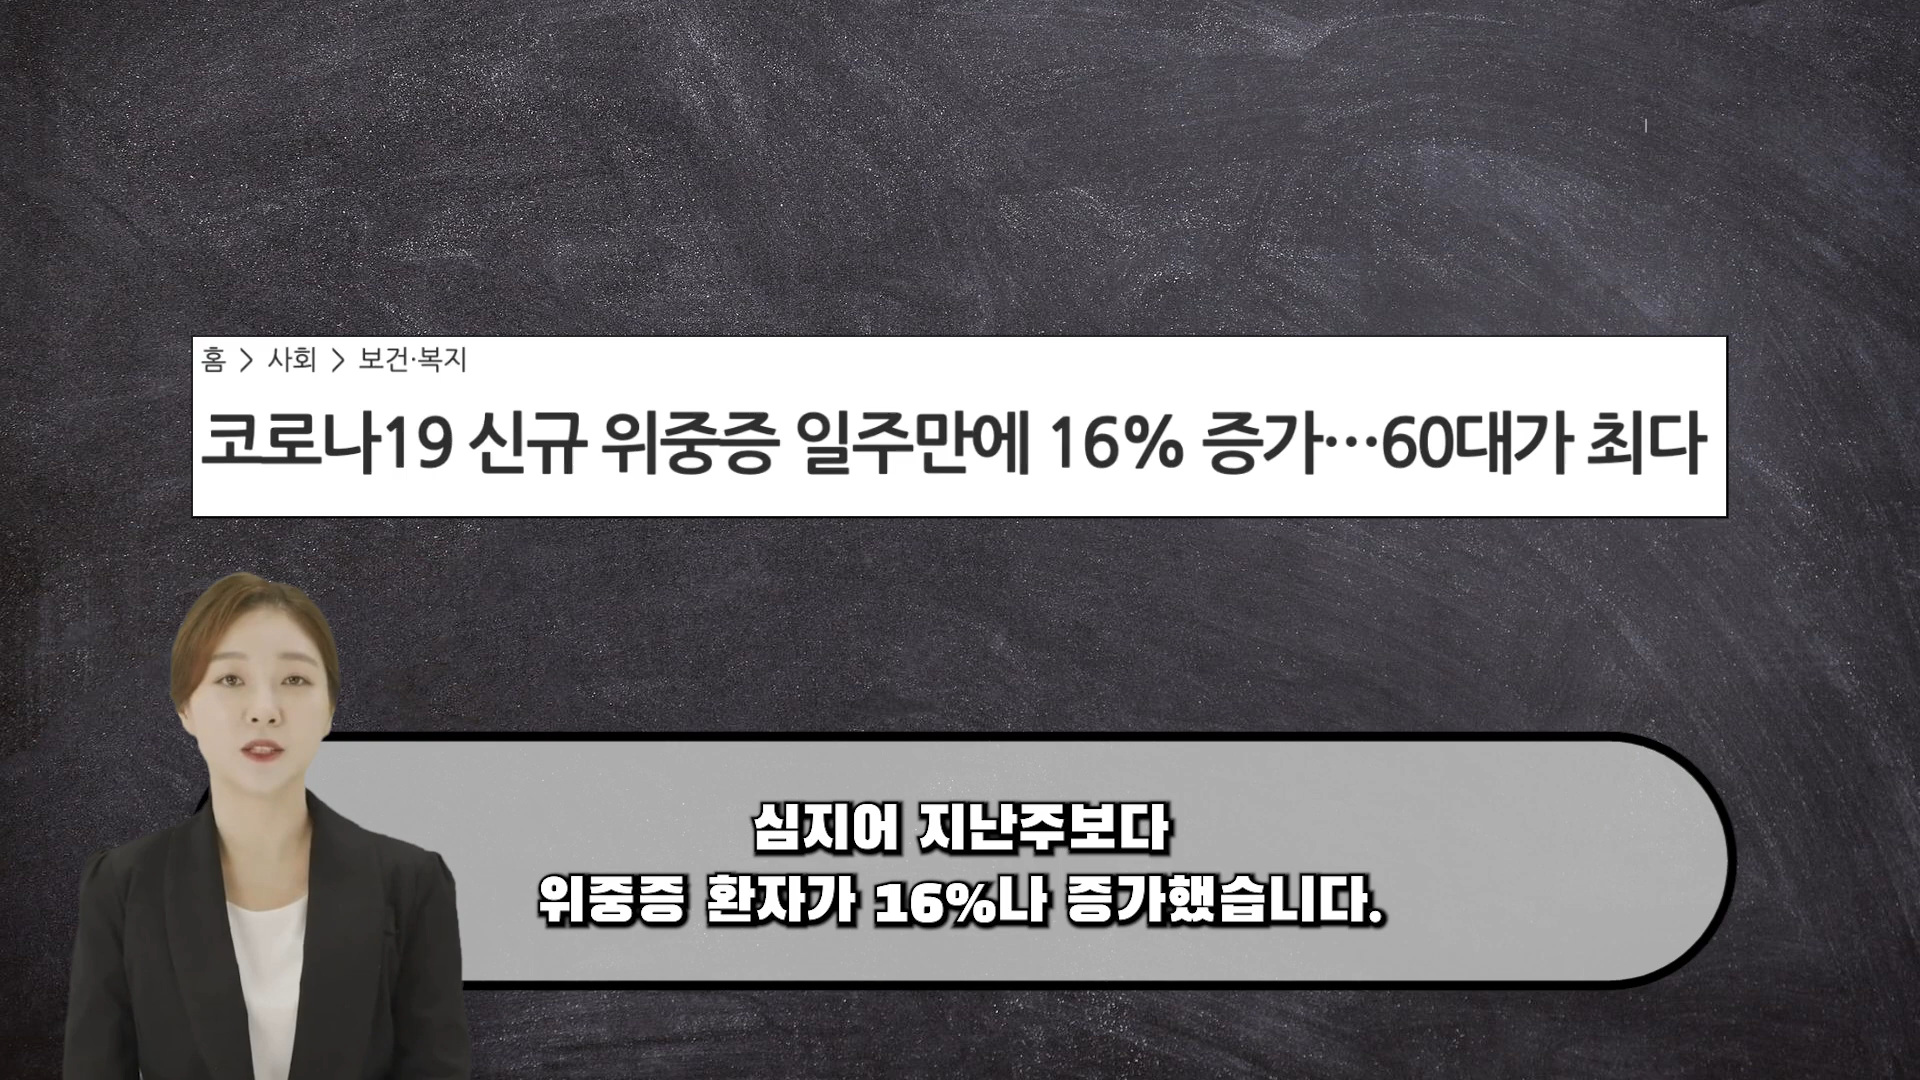 홈 > 사회 > 보건·복지
코로나19 신규 위중증 일주만에 16% 증가…60대가 최다
심지어 지난주보다
위중증 환자가 16%나 증가했습니다.